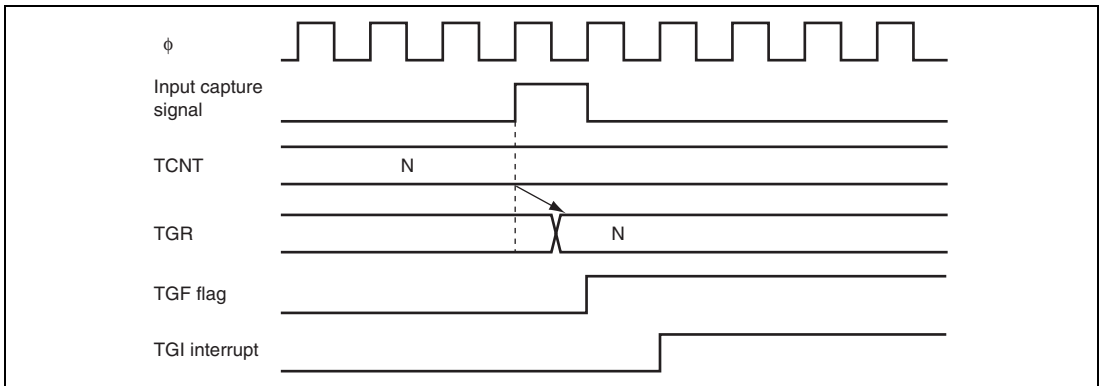 ϕ
Input capture
signal
TCNT
N
TGR
N
TGF flag
TGI interrupt